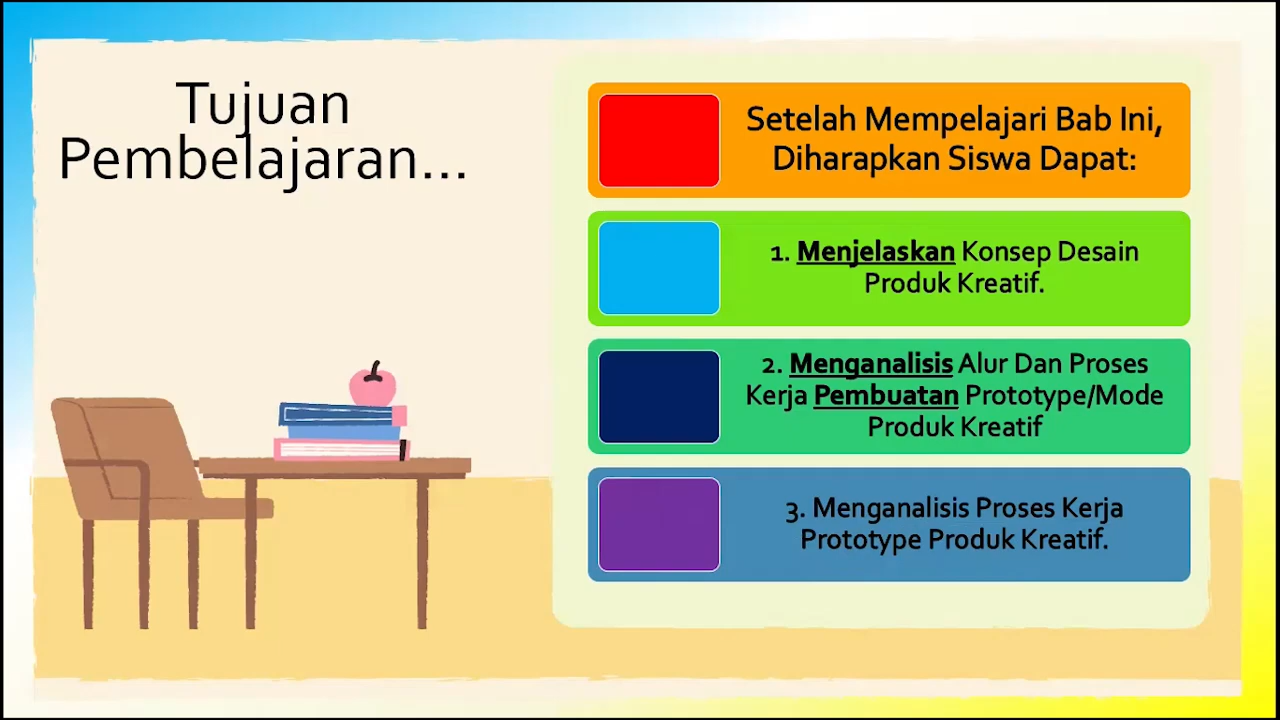 Tujuan
Pembelajaran...
Setelah Mempelajari Bab Ini,
Diharapkan Siswa Dapat:
1. Menjelaskan Konsep Desain
Produk Kreatif.
2. Menganalisis Alur Dan Proses
Kerja Pembuatan Prototype/Mode
Produk Kreatif
3. Menganalisis Proses Kerja
Prototype Produk Kreatif.